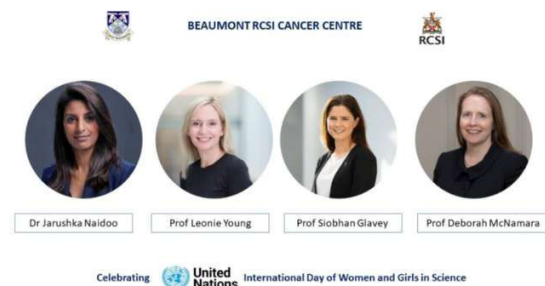 BEAUMONT RCSI CANCER CENTRE
RCSI
Dr Jarushka Naidoo
Prof Leonie Young
Prof Siobhan Glavey
Prof Deborah McNamara
Celebrating United Nations International Day of Women and Girls in Science